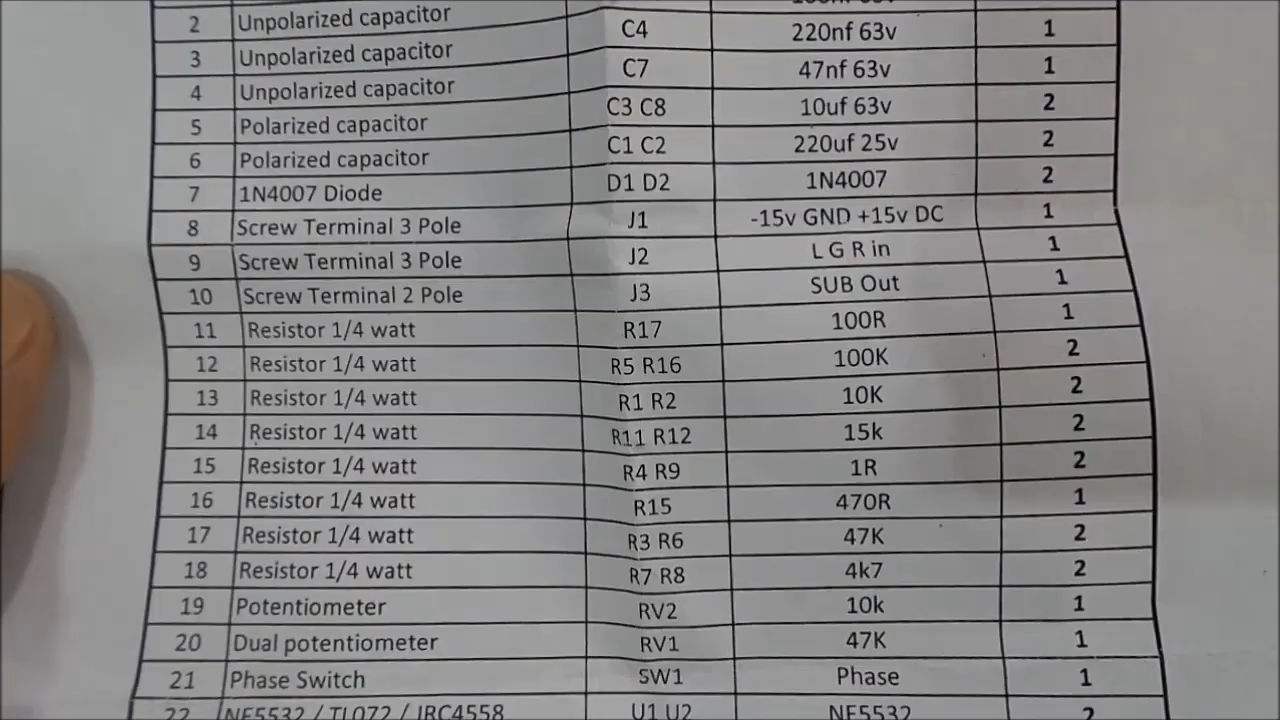 2 Unpolarized capacitor
3 Unpolarized capacitor C4 220nf 63v 1
4 Unpolarized capacitor C7 47nf 63v 1
5 Polarized capacitor C3 C8 10uf 63v 2
6 Polarized capacitor C1 C2 220uf 25v 2
7 1N4007 Diode D1 D2 1N4007 2
8 Screw Terminal 3 Pole J1 -15v GND +15v DC 1
9 Screw Terminal 3 Pole J2 L G R in 1
10 Screw Terminal 2 Pole J3 SUB Out 1
11 Resistor 1/4 watt R17 100R 1
12 Resistor 1/4 watt R5 R16 100K 2
13 Resistor 1/4 watt R1 R2 10K 2
14 Resistor 1/4 watt R11 R12 15k 2
15 Resistor 1/4 watt R4 R9 1R 2
16 Resistor 1/4 watt R15 470R 1
17 Resistor 1/4 watt R3 R6 47K 2
18 Resistor 1/4 watt R7 R8 4k7 2
19 Potentiometer RV2 10k 1
20 Dual potentiometer RV1 47K 1
21 Phase Switch SW1 Phase 1
22 NE5532 / TL072 / JRC4558 U1 U2 NE5532 2